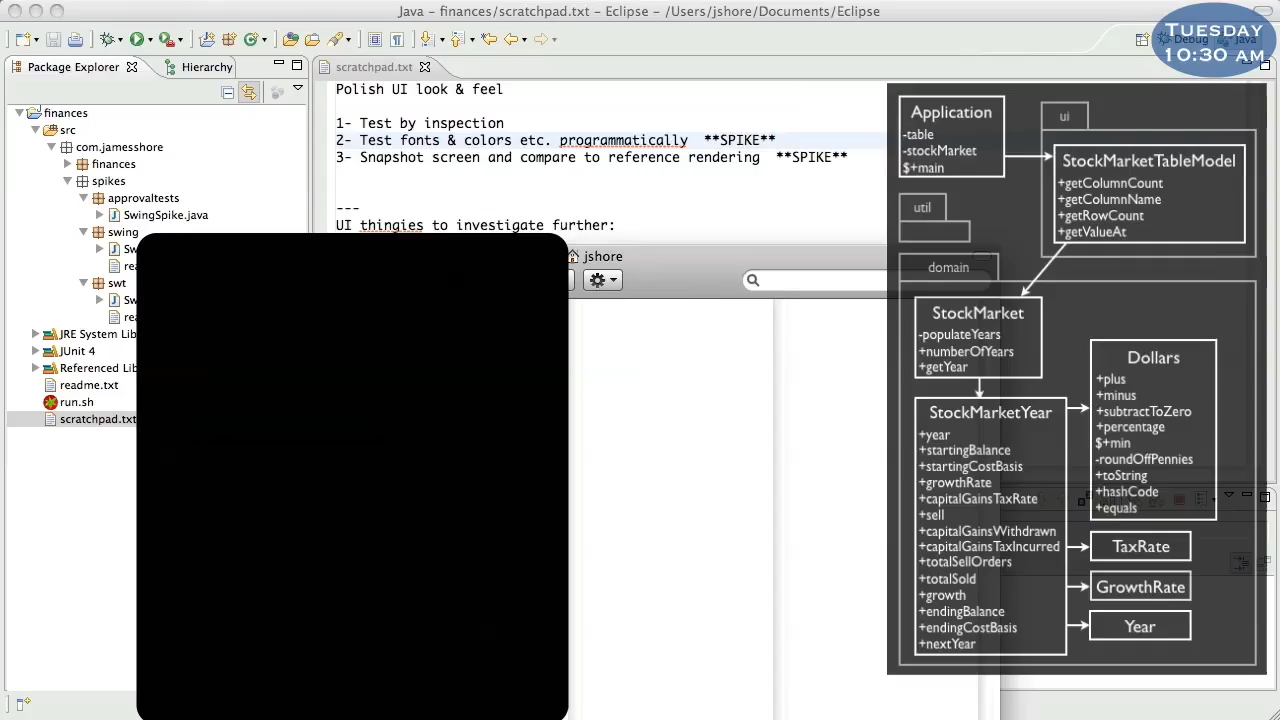 Java – finances/scratchpad.txt – Eclipse – /Users/jshore/Documents/Eclipse
TUESDAY
10:30 AM
Debug
Java
Package Explorer
Hierarchy
scratchpad.txt
finances
src
com.jamesshore
finances
spikes
approvaltests
SwingSpike.java
swing
Sw
rea
swt
Sw
rea
JRE System Lib
JUnit 4
Referenced Lib
readme.txt
run.sh
scratchpad.txt
Polish UI look & feel
1- Test by inspection
2- Test fonts & colors etc. programmatically **SPIKE**
3- Snapshot screen and compare to reference rendering **SPIKE**
---
UI thingies to investigate further:
jshore
Application
-table
-stockMarket
$+main
ui
StockMarketTableModel
+getColumnCount
+getColumnName
+getRowCount
+getValueAt
util
domain
StockMarket
-populateYears
+numberOfYears
+getYear
StockMarketYear
+year
+startingBalance
+startingCostBasis
+growthRate
+capitalGainsTaxRate
+sell
+capitalGainsWithdrawn
+capitalGainsTaxIncurred
+totalSellOrders
+totalSold
+growth
+endingBalance
+endingCostBasis
+nextYear
Dollars
+plus
+minus
+subtractToZero
+percentage
$+min
-roundOffPennies
+toString
+hashCode
+equals
TaxRate
GrowthRate
Year